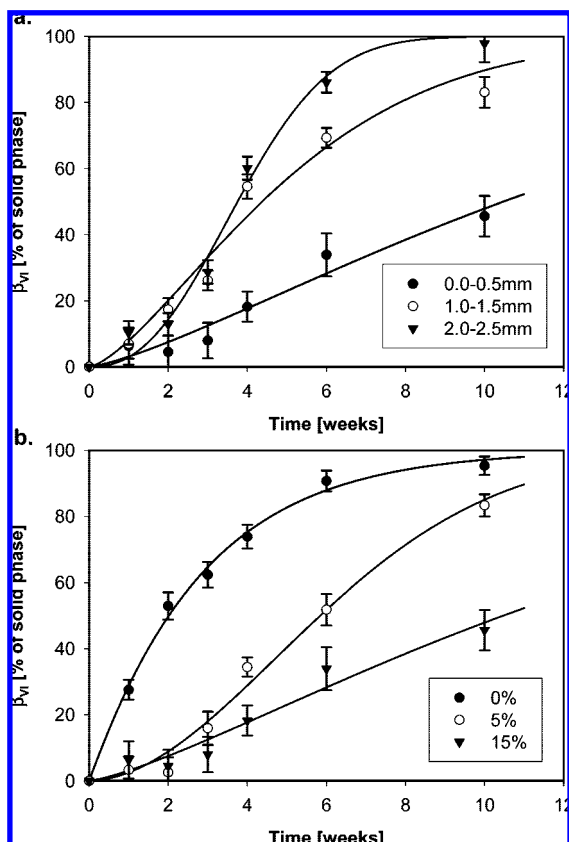 a.
100
80
60
40
20
0
βVI [% of solid phase]
0.0-0.5mm
1.0-1.5mm
2.0-2.5mm
0 2 4 6 8 10 12
Time [weeks]
b.
100
80
60
40
20
0
βVI [% of solid phase]
0%
5%
15%
0 2 4 6 8 10 12
Time [weeks]